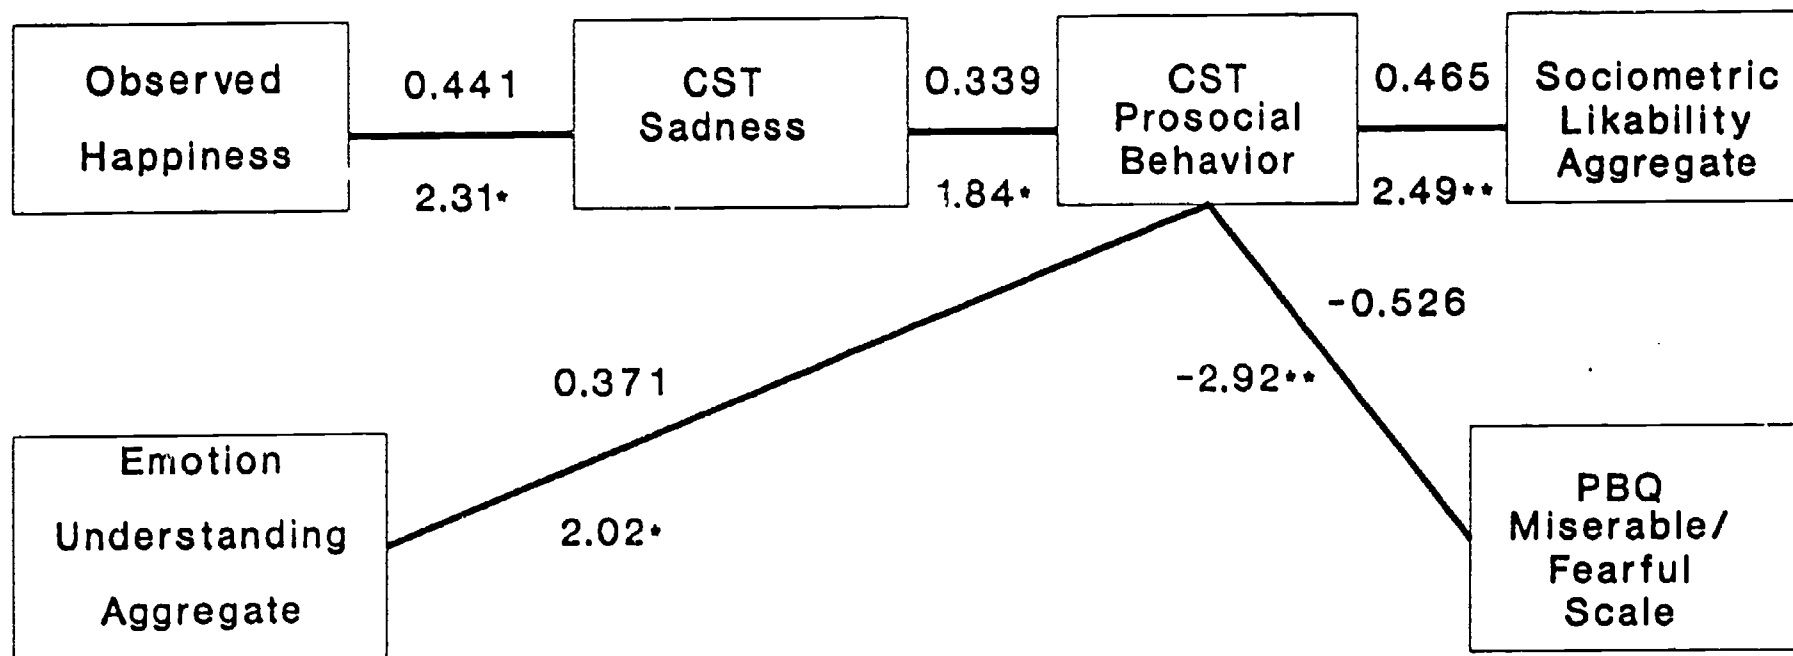 Observed
Happiness
0.441
2.31*
CST
Sadness
0.339
1.84*
CST
Prosocial
Behavior
0.465
2.49**
Sociometric
Likability
Aggregate
-0.526
-2.92**
0.371
2.02*
Emotion
Understanding
Aggregate
PBQ
Miserable/
Fearful
Scale